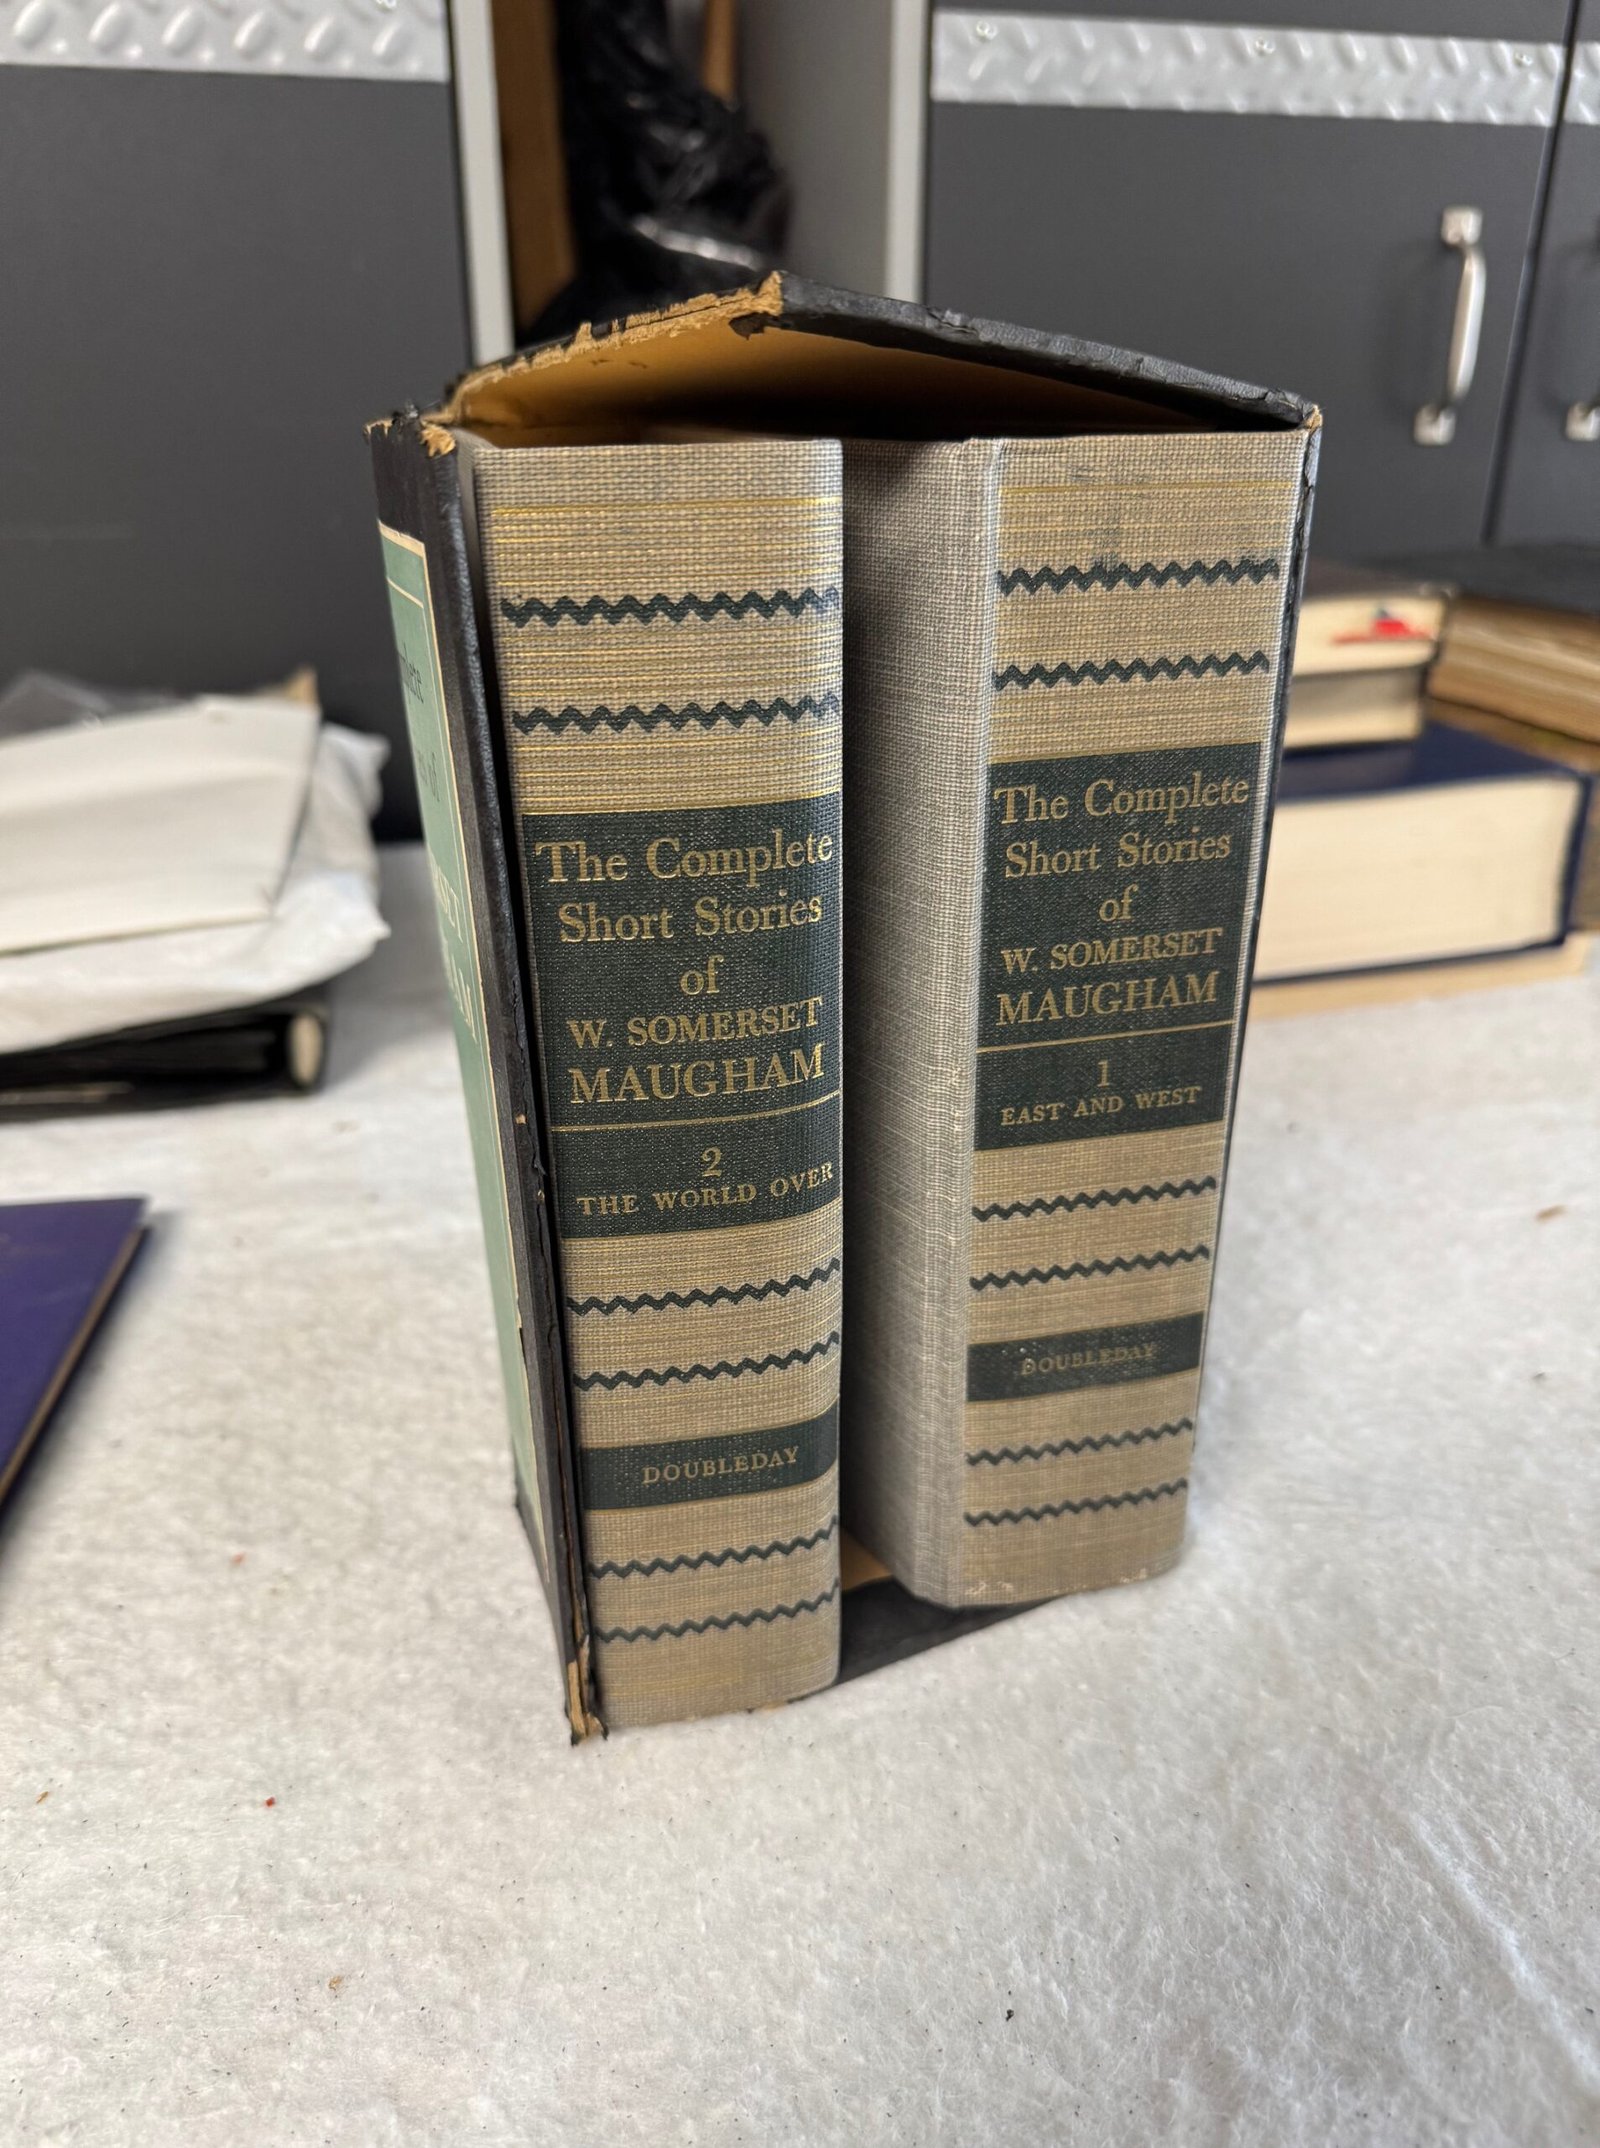 The Complete
Short Stories
of
W. SOMERSET
MAUGHAM
2
THE WORLD OVER
DOUBLEDAY
The Complete
Short Stories
of
W. SOMERSET
MAUGHAM
1
EAST AND WEST
DOUBLEDAY